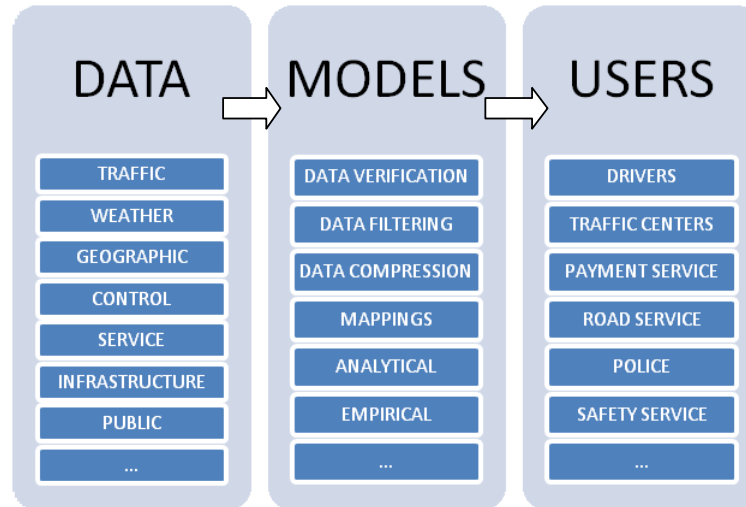 DATA
TRAFFIC
WEATHER
GEOGRAPHIC
CONTROL
SERVICE
INFRASTRUCTURE
PUBLIC
...
MODELS
DATA VERIFICATION
DATA FILTERING
DATA COMPRESSION
MAPPINGS
ANALYTICAL
EMPIRICAL
...
USERS
DRIVERS
TRAFFIC CENTERS
PAYMENT SERVICE
ROAD SERVICE
POLICE
SAFETY SERVICE
...